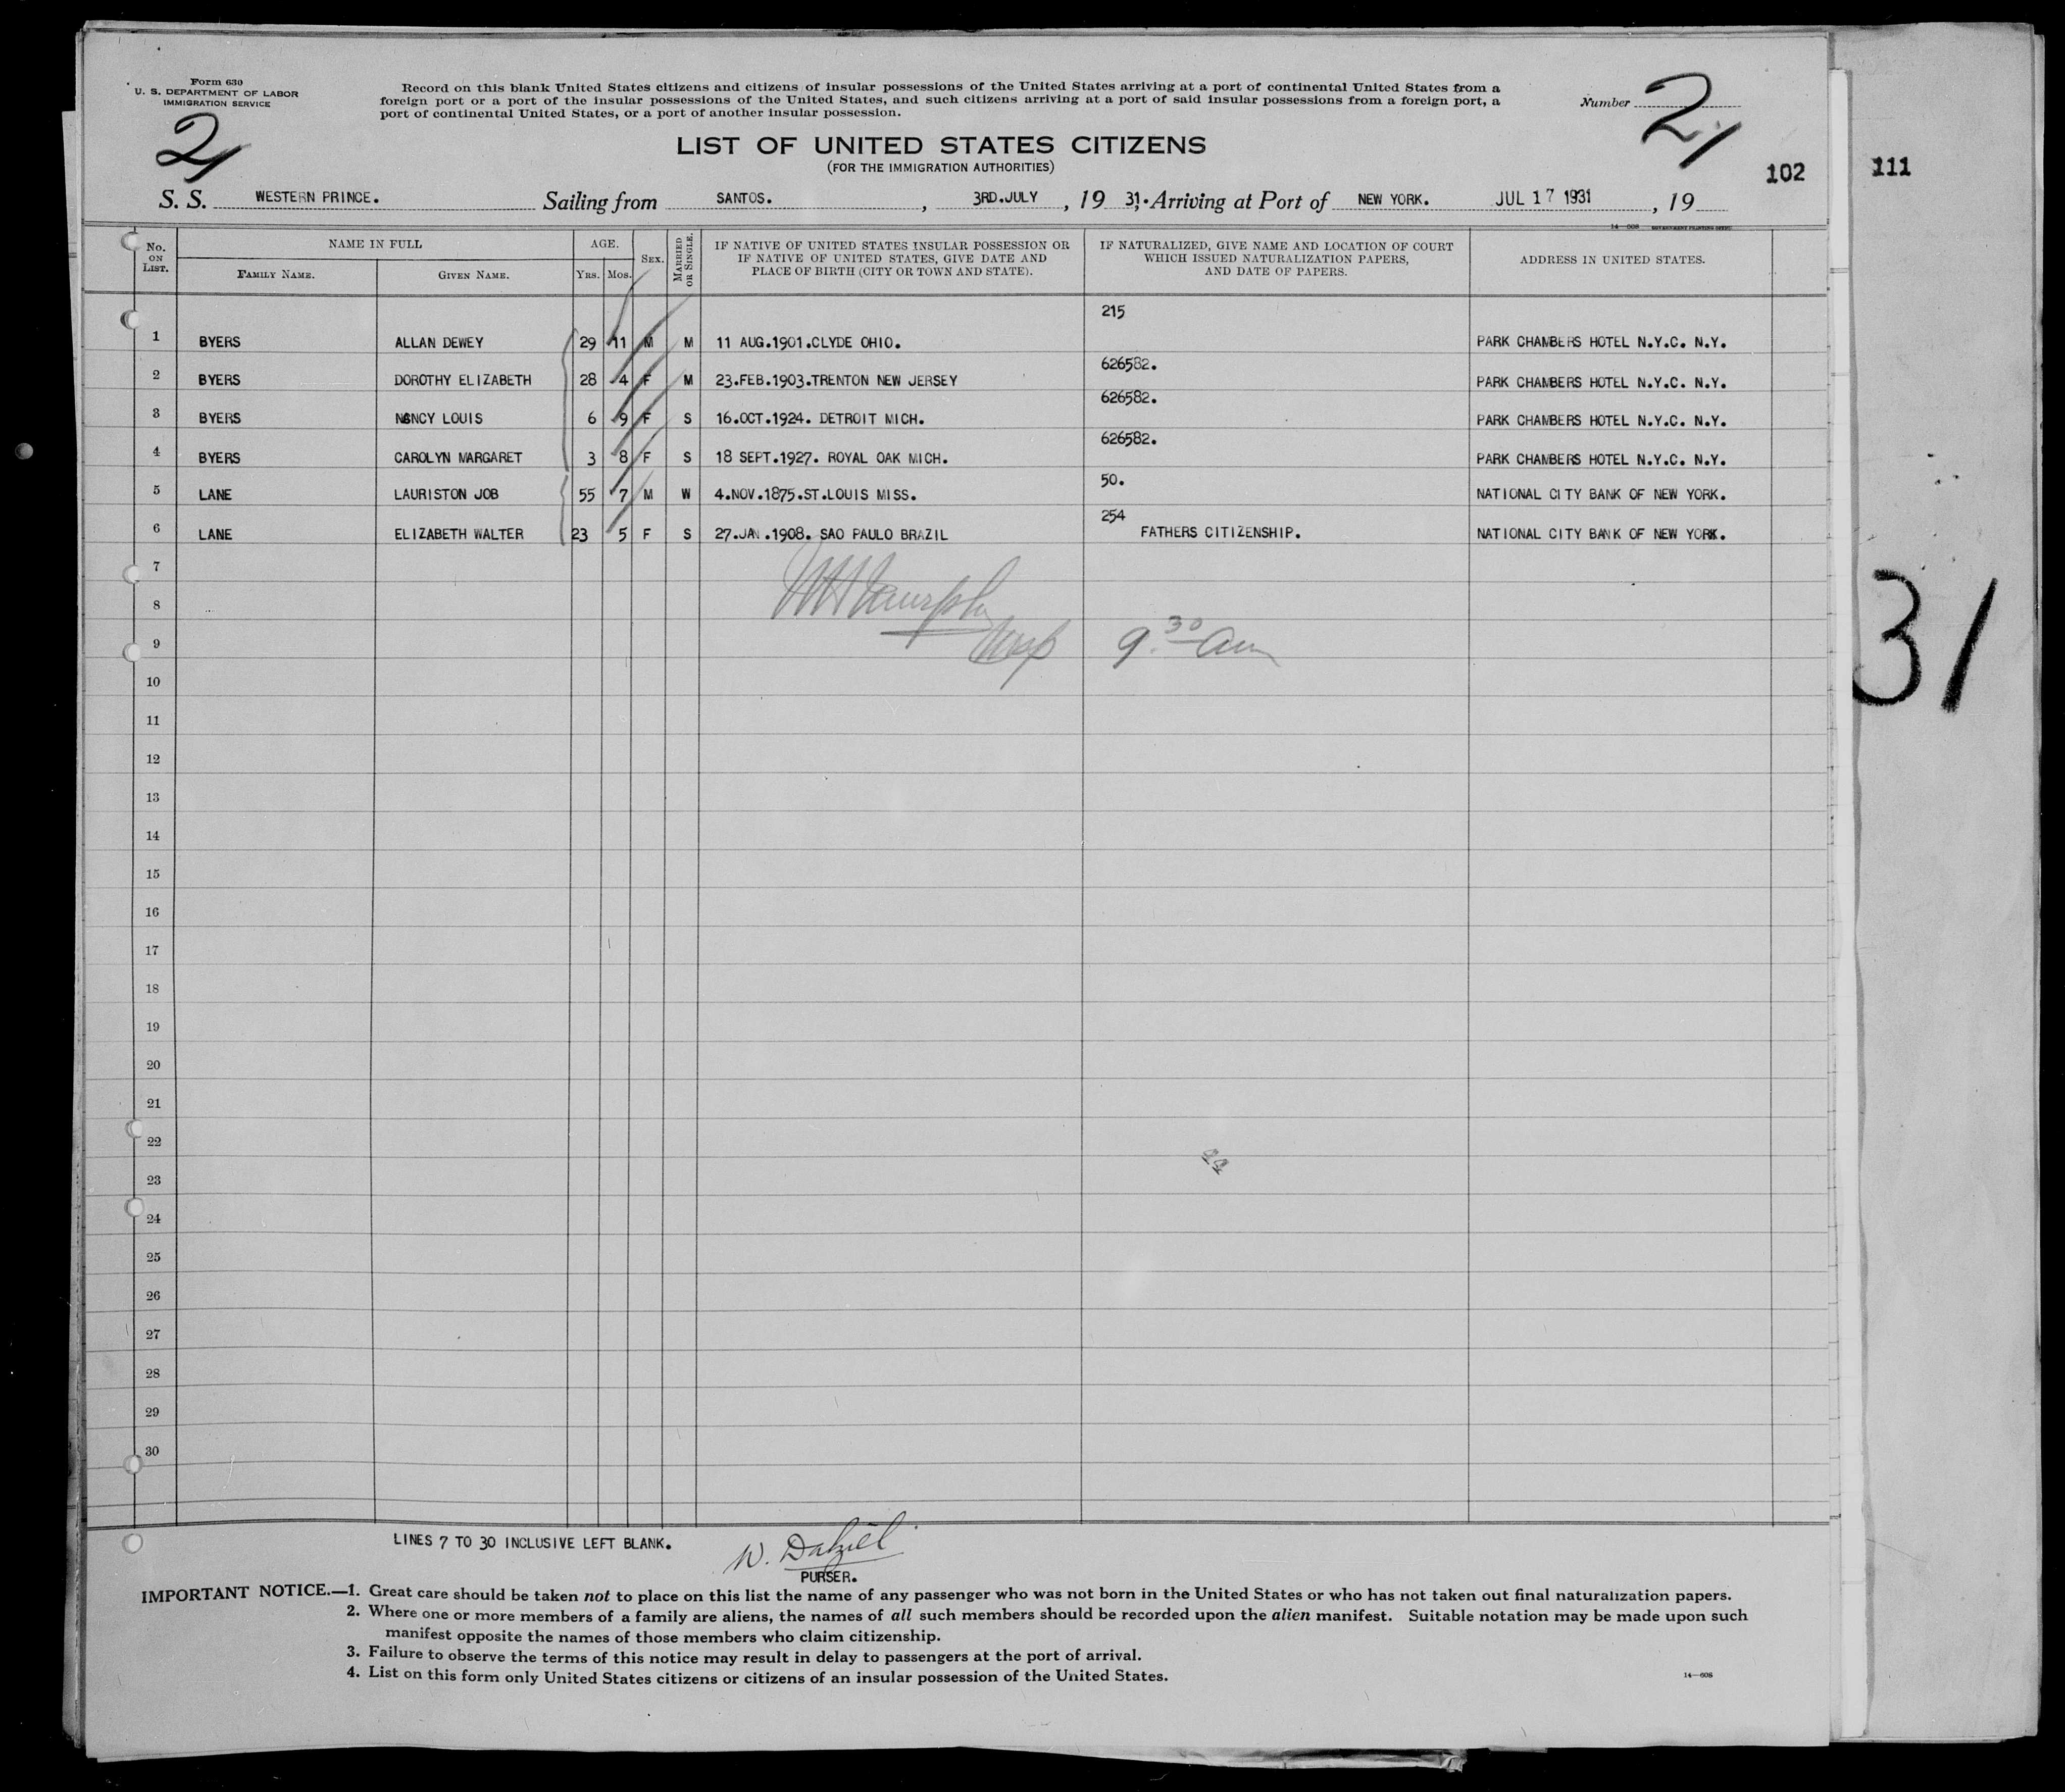 Form 630
U. S. DEPARTMENT OF LABOR
IMMIGRATION SERVICE
Record on this blank United States citizens and citizens of insular possessions of the United States arriving at a port of continental United States from a
foreign port or a port of the insular possessions of the United States, and such citizens arriving at a port of said insular possessions from a foreign port, a
port of continental United States, or a port of another insular possession.
Number 21
21
LIST OF UNITED STATES CITIZENS
(FOR THE IMMIGRATION AUTHORITIES)
102 111
S. S. WESTERN PRINCE. Sailing from SANTOS. , 3RD.JULY , 19 31. Arriving at Port of NEW YORK. JUL 17 1931 , 19
14—608 GOVERNMENT PRINTING OFFICE
No. ON LIST. NAME IN FULL FAMILY NAME. GIVEN NAME. AGE. YRS. MOS. SEX. MARRIED OR SINGLE.
IF NATIVE OF UNITED STATES INSULAR POSSESSION OR
IF NATIVE OF UNITED STATES, GIVE DATE AND
PLACE OF BIRTH (CITY OR TOWN AND STATE).
IF NATURALIZED, GIVE NAME AND LOCATION OF COURT
WHICH ISSUED NATURALIZATION PAPERS,
AND DATE OF PAPERS.
ADDRESS IN UNITED STATES.
215
1 BYERS ALLAN DEWEY 29 11 M M 11 AUG.1901.CLYDE OHIO. PARK CHAMBERS HOTEL N.Y.C. N.Y.
626582.
2 BYERS DOROTHY ELIZABETH 28 4 F M 23.FEB.1903.TRENTON NEW JERSEY PARK CHAMBERS HOTEL N.Y.C. N.Y.
626582.
3 BYERS NANCY LOUIS 6 9 F S 16.OCT.1924. DETROIT MICH. PARK CHAMBERS HOTEL N.Y.C. N.Y.
626582.
4 BYERS CAROLYN MARGARET 3 8 F S 18 SEPT.1927. ROYAL OAK MICH. PARK CHAMBERS HOTEL N.Y.C. N.Y.
50.
5 LANE LAURISTON JOB 55 7 M W 4.NOV.1875.ST.LOUIS MISS. NATIONAL CITY BANK OF NEW YORK.
254
6 LANE ELIZABETH WALTER 23 5 F S 27.JAN.1908. SAO PAULO BRAZIL FATHERS CITIZENSHIP. NATIONAL CITY BANK OF NEW YORK.
7
8 Murphy
9 Insp 9.30 am
31
10
11
12
13
14
15
16
17
18
19
20
21
22
23
24
25
26
27
28
29
30
LINES 7 TO 30 INCLUSIVE LEFT BLANK. W. Dalziel
PURSER.
IMPORTANT NOTICE.—1. Great care should be taken not to place on this list the name of any passenger who was not born in the United States or who has not taken out final naturalization papers.
2. Where one or more members of a family are aliens, the names of all such members should be recorded upon the alien manifest. Suitable notation may be made upon such
manifest opposite the names of those members who claim citizenship.
3. Failure to observe the terms of this notice may result in delay to passengers at the port of arrival.
4. List on this form only United States citizens or citizens of an insular possession of the United States.
14—608